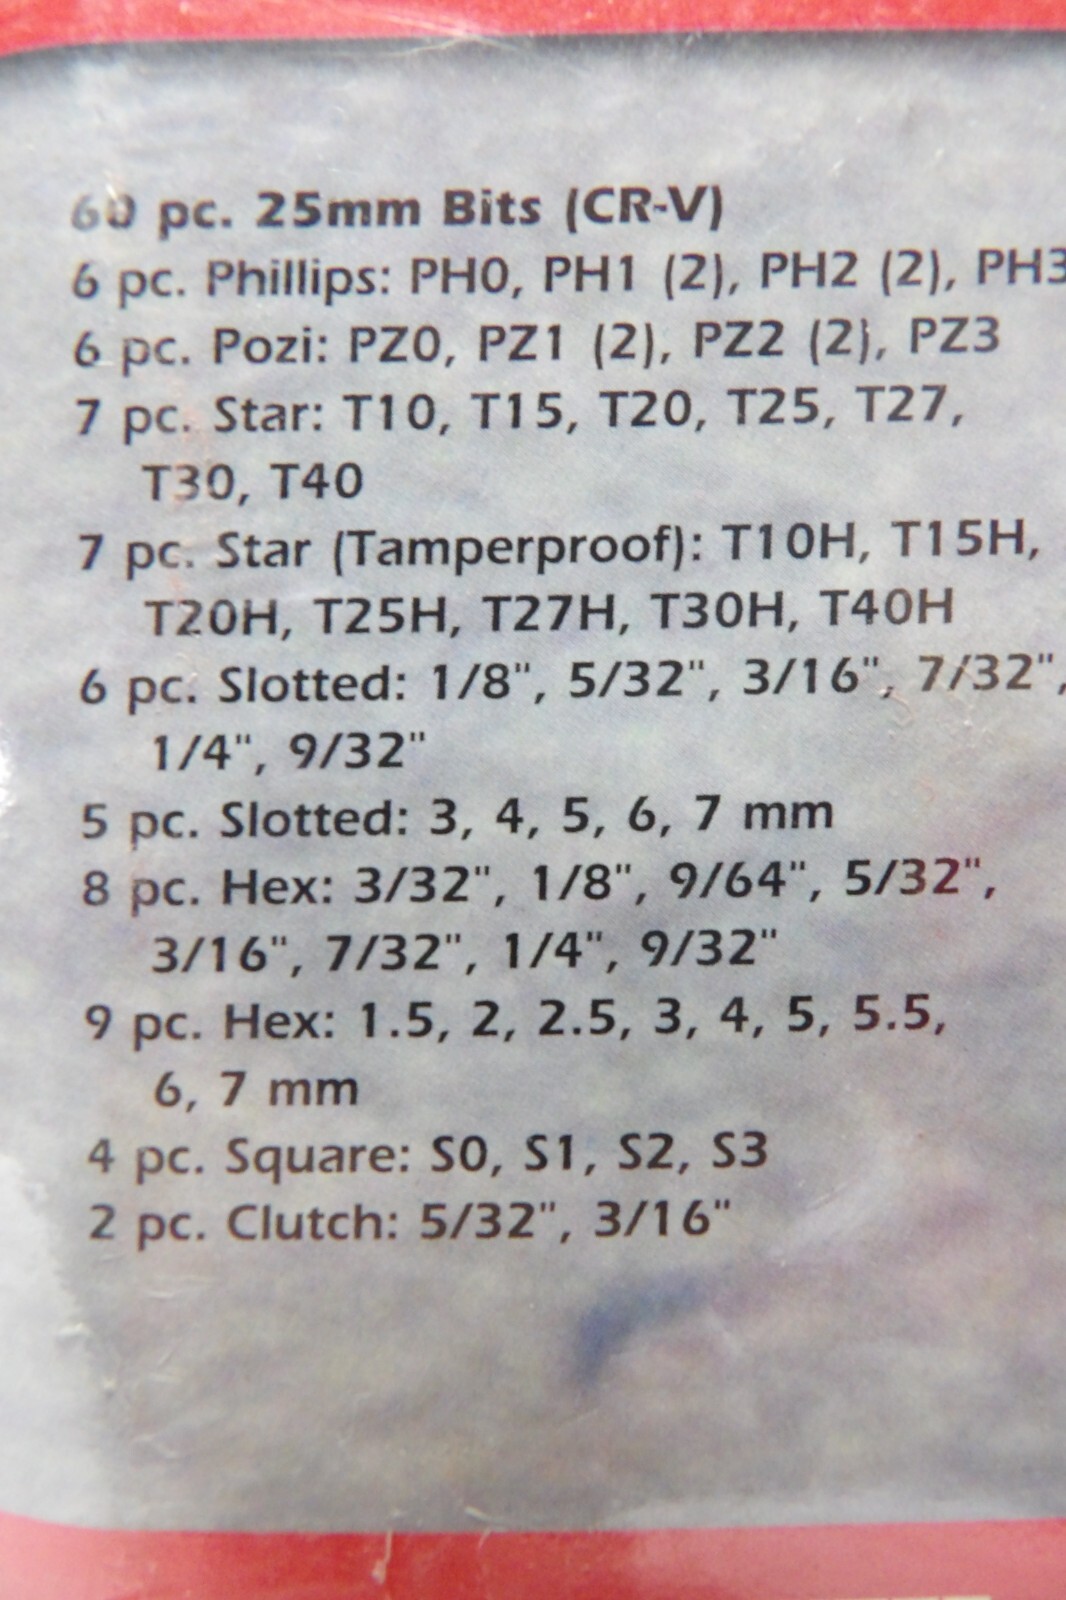 60 pc. 25mm Bits (CR-V)
6 pc. Phillips: PH0, PH1 (2), PH2 (2), PH3
6 pc. Pozi: PZ0, PZ1 (2), PZ2 (2), PZ3
7 pc. Star: T10, T15, T20, T25, T27,
T30, T40
7 pc. Star (Tamperproof): T10H, T15H,
T20H, T25H, T27H, T30H, T40H
6 pc. Slotted: 1/8", 5/32", 3/16", 7/32",
1/4", 9/32"
5 pc. Slotted: 3, 4, 5, 6, 7 mm
8 pc. Hex: 3/32", 1/8", 9/64", 5/32",
3/16", 7/32", 1/4", 9/32"
9 pc. Hex: 1.5, 2, 2.5, 3, 4, 5, 5.5,
6, 7 mm
4 pc. Square: S0, S1, S2, S3
2 pc. Clutch: 5/32", 3/16"